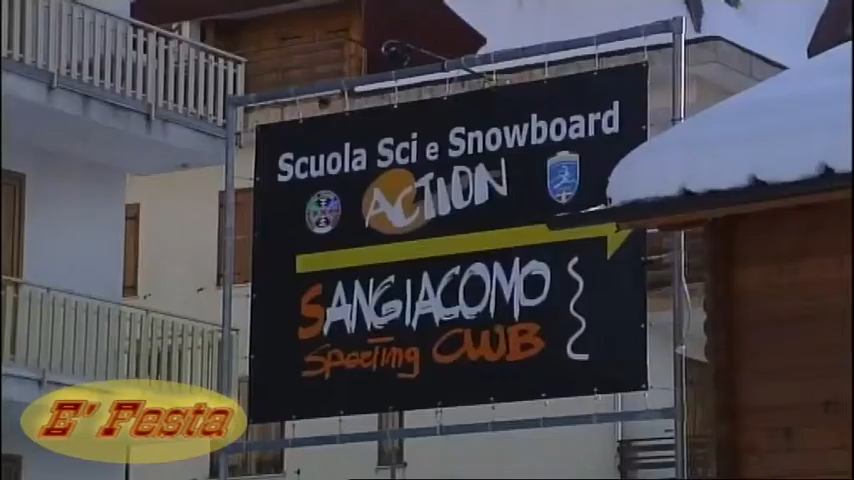 Scuola Sci e Snowboard
ACTION
SANGIACOMO
SPORTING CLUB
E' Festa